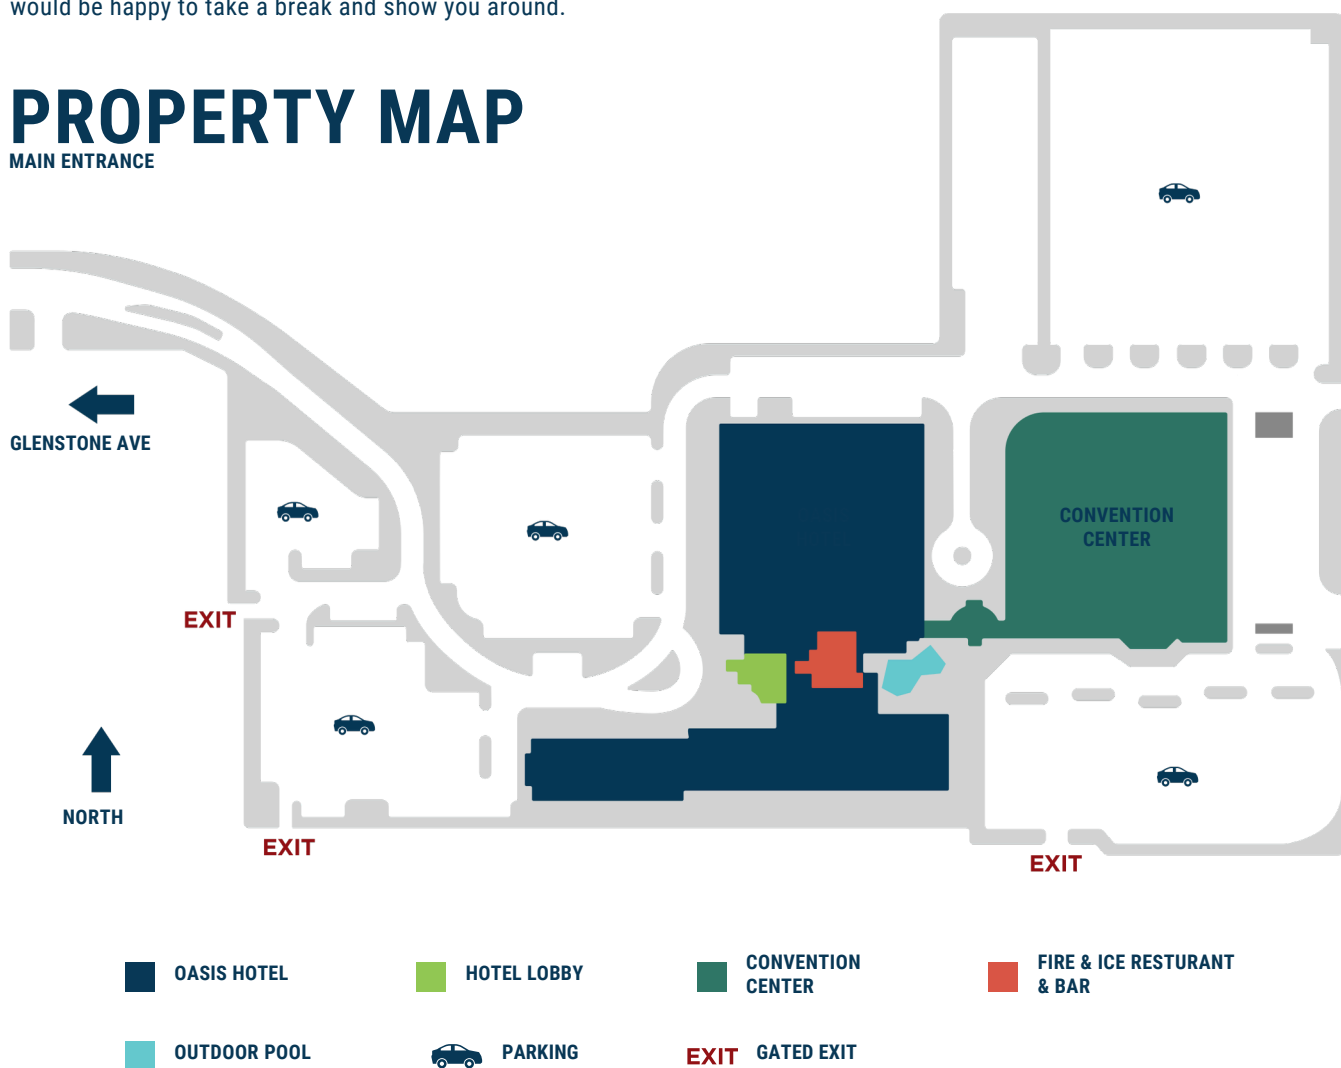 would be happy to take a break and show you around.
PROPERTY MAP
MAIN ENTRANCE
GLENSTONE AVE
CONVENTION
CENTER
EXIT
NORTH
EXIT
EXIT
OASIS HOTEL
HOTEL LOBBY
CONVENTION
CENTER
FIRE & ICE RESTURANT
& BAR
OUTDOOR POOL
PARKING
EXIT GATED EXIT